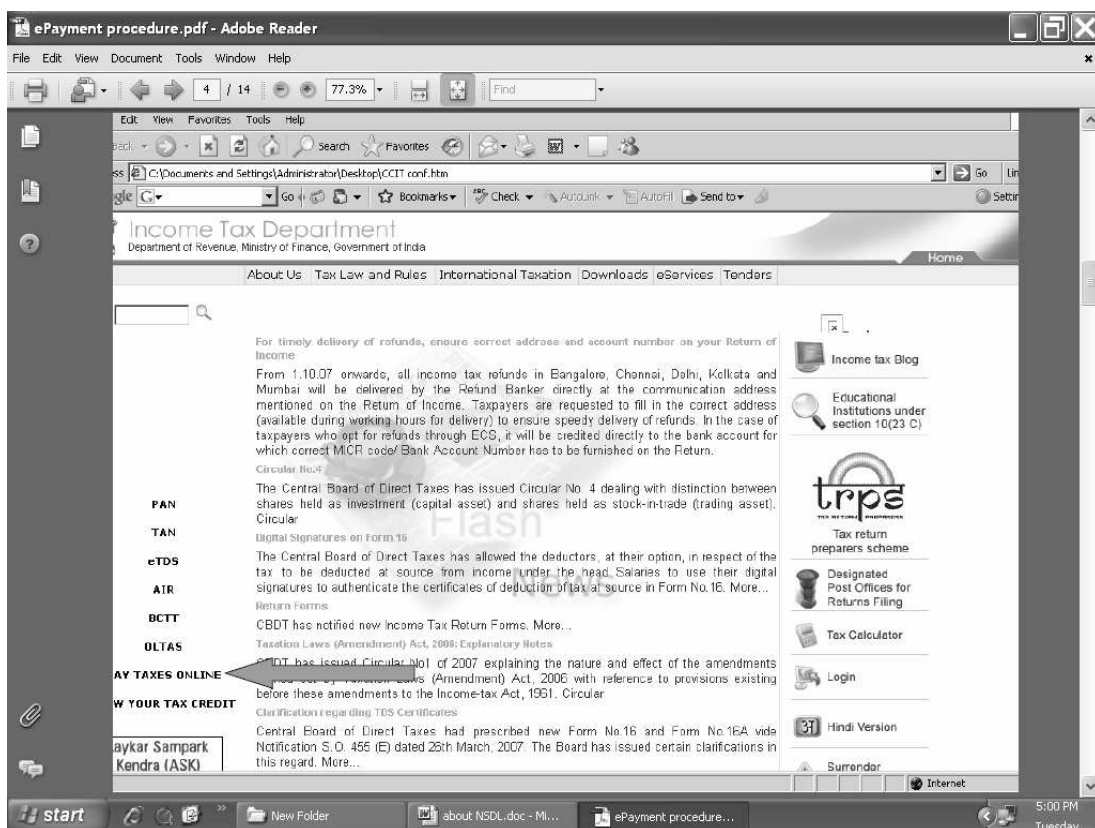 ePayment procedure.pdf - Adobe Reader
File Edit View Document Tools Window Help
4 / 14 77.3% Find
Edit View Favorites Tools Help
Search Favorites
C:\Documents and Settings\Administrator\Desktop\CCIT conf.htm Go
Go Bookmarks Check AutoLink AutoFill Send to
Income Tax Department
Department of Revenue, Ministry of Finance, Government of India
Home
About Us Tax Law and Rules International Taxation Downloads eServices Tenders
For timely delivery of refunds, ensure correct address and account number on your Return of
Income
From 1.10.07 onwards, all income tax refunds in Bangalore, Chennai, Delhi, Kolkata and
Mumbai will be delivered by the Refund Banker directly at the communication address
mentioned on the Return of Income. Taxpayers are requested to fill in the correct address
(available during working hours for delivery) to ensure speedy delivery of refunds. In the case of
taxpayers who opt for refunds through ECS, it will be credited directly to the bank account for
which correct MICR code/ Bank Account Number has to be furnished on the Return.
Circular No.4
The Central Board of Direct Taxes has issued Circular No. 4 dealing with distinction between
shares held as investment (capital asset) and shares held as stock-in-trade (trading asset).
Circular
Digital Signatures on Form 16
The Central Board of Direct Taxes has allowed the deductors, at their option, in respect of the
tax to be deducted at source from income under the head Salaries to use their digital
signatures to authenticate the certificates of deduction of tax at source in Form No.16. More...
Return Forms
CBDT has notified new Income Tax Return Forms. More...
Taxation Laws (Amendment) Act, 2006: Explanatory Notes
CBDT has issued Circular No1 of 2007 explaining the nature and effect of the amendments
(Amendment) Act, 2006 with reference to provisions existing
before these amendments to the Income-tax Act, 1961. Circular
Clarification regarding TDS Certificates
Central Board of Direct Taxes had prescribed new Form No.16 and Form No.16A vide
Notification S.O. 455 (E) dated 26th March, 2007. The Board has issued certain clarifications in
this regard. More...
Flash
News
PAN
TAN
eTDS
AIR
BCTT
OLTAS
AY TAXES ONLINE
W YOUR TAX CREDIT
aykar Sampark
Kendra (ASK)
Income tax Blog
Educational
Institutions under
section 10(23 C)
trps
TAX RETURN PREPARERS
Tax return
preparers scheme
Designated
Post Offices for
Returns Filing
Tax Calculator
Login
Hindi Version
Surrender
Internet
start New Folder about NSDL.doc - Mi... ePayment procedure... 5:00 PM
Tuesday